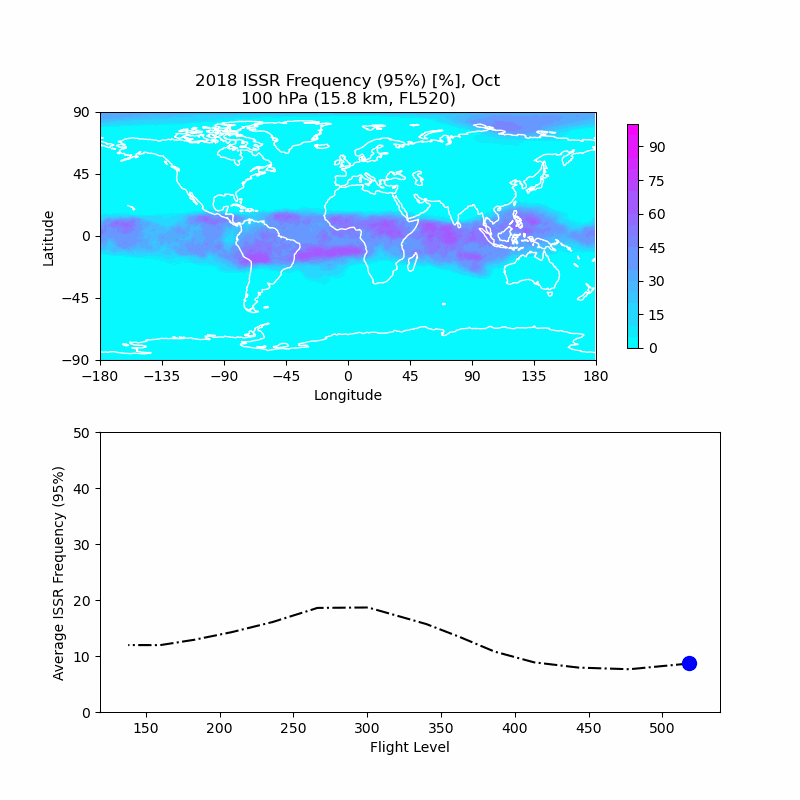 2018 ISSR Frequency (95%) [%], Oct
100 hPa (15.8 km, FL520)
90
45
0
−45
−90
Latitude
−180 −135 −90 −45 0 45 90 135 180
Longitude
90
75
60
45
30
15
0
50
40
30
20
10
0
Average ISSR Frequency (95%)
150 200 250 300 350 400 450 500
Flight Level